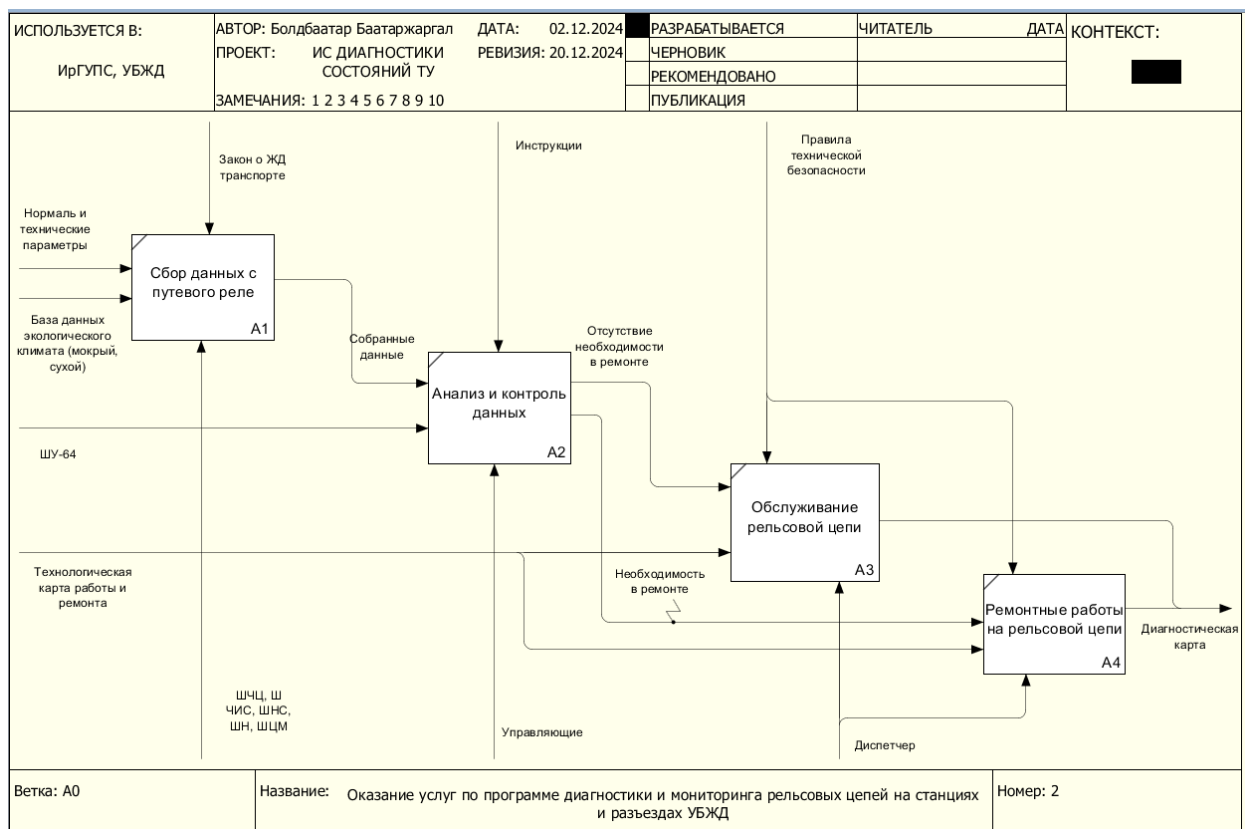 ИСПОЛЬЗУЕТСЯ В:
ИрГУПС, УБЖД
АВТОР: Болдбаатар Баатаржаргал
ДАТА: 02.12.2024
ПРОЕКТ: ИС ДИАГНОСТИКИ
СОСТОЯНИЙ ТУ
РЕВИЗИЯ: 20.12.2024
ЗАМЕЧАНИЯ: 1 2 3 4 5 6 7 8 9 10
РАЗРАБАТЫВАЕТСЯ
ЧЕРНОВИК
РЕКОМЕНДОВАНО
ПУБЛИКАЦИЯ
ЧИТАТЕЛЬ
ДАТА
КОНТЕКСТ:
Закон о ЖД
транспорте
Инструкции
Правила
технической
безопасности
Нормаль и
технические
параметры
Сбор данных с
путевого реле
A1
База данных
экологического
климата (мокрый,
сухой)
Собранные
данные
Отсутствие
необходимости
в ремонте
Анализ и контроль
данных
A2
ШУ-64
Обслуживание
рельсовой цепи
A3
Технологическая
карта работы и
ремонта
Необходимость
в ремонте
Ремонтные работы
на рельсовой цепи
A4
Диагностическая
карта
ШЧЦ, Ш
ЧИС, ШНС,
ШН, ШЦМ
Управляющие
Диспетчер
Ветка: A0
Название: Оказание услуг по программе диагностики и мониторинга рельсовых цепей на станциях
и разъездах УБЖД
Номер: 2